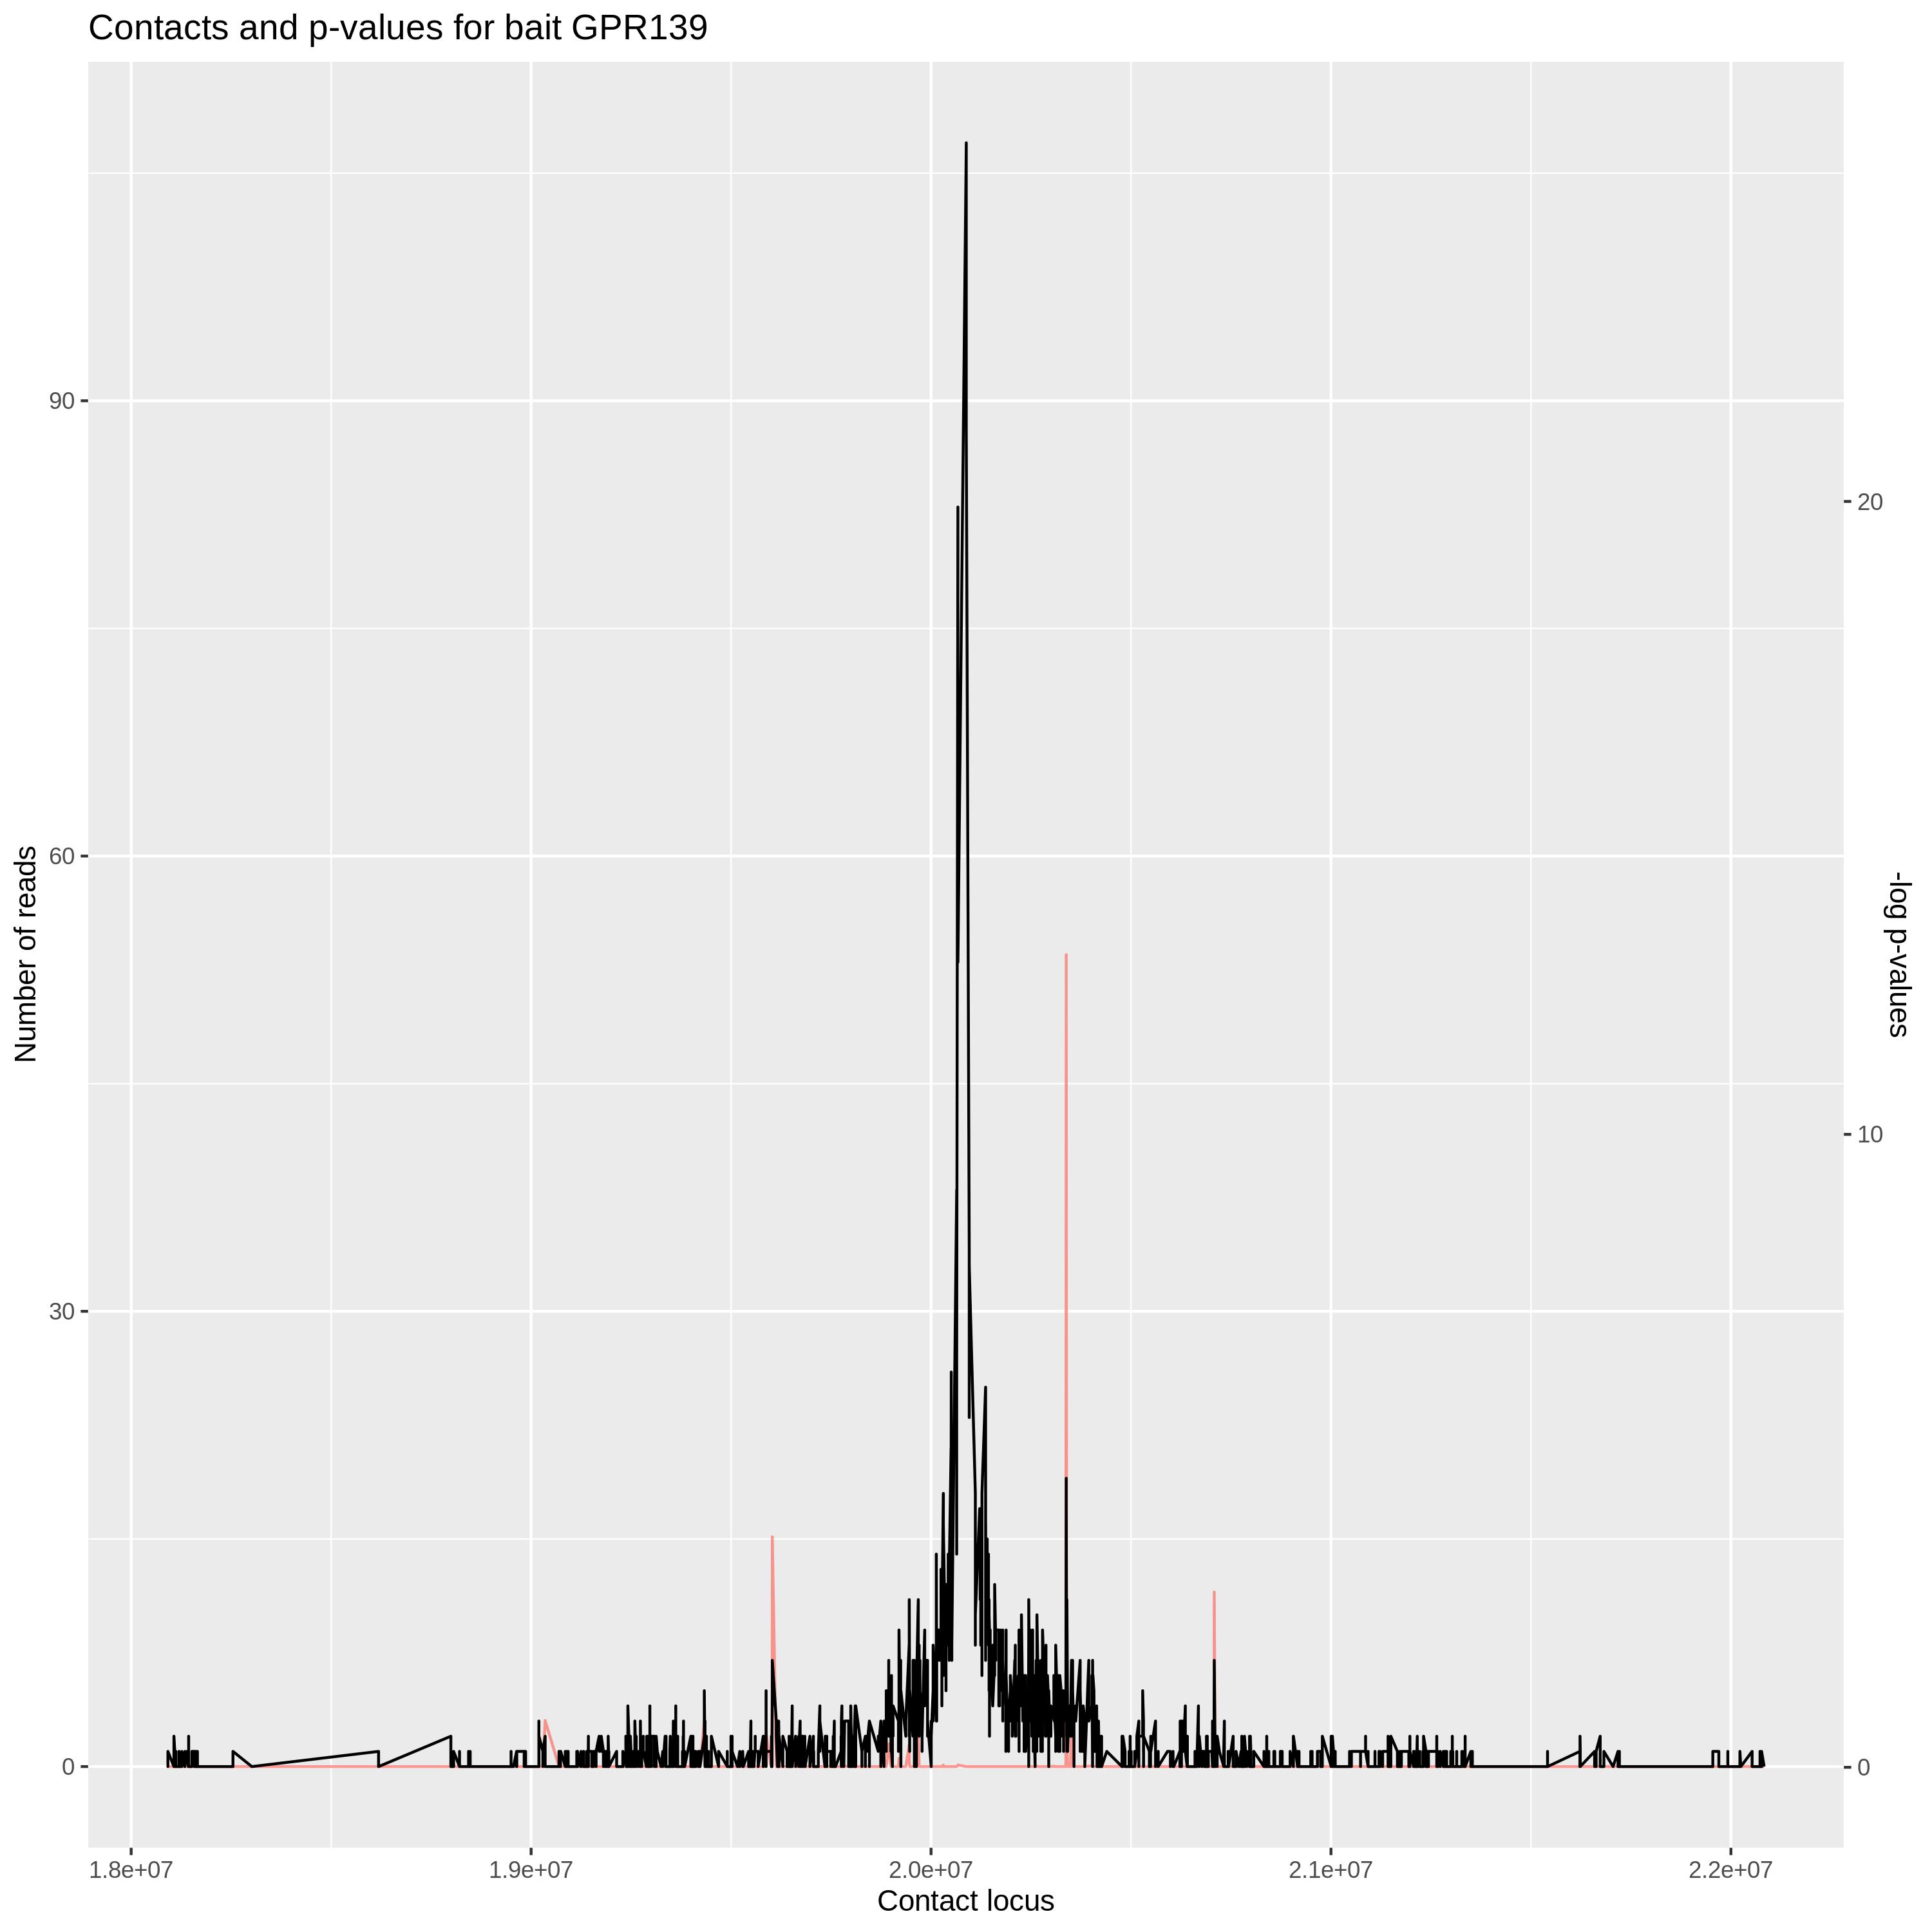 Contacts and p-values for bait GPR139
90
60
30
0
20
10
0
Number of reads
-log p-values
1.8e+07 1.9e+07 2.0e+07 2.1e+07 2.2e+07
Contact locus